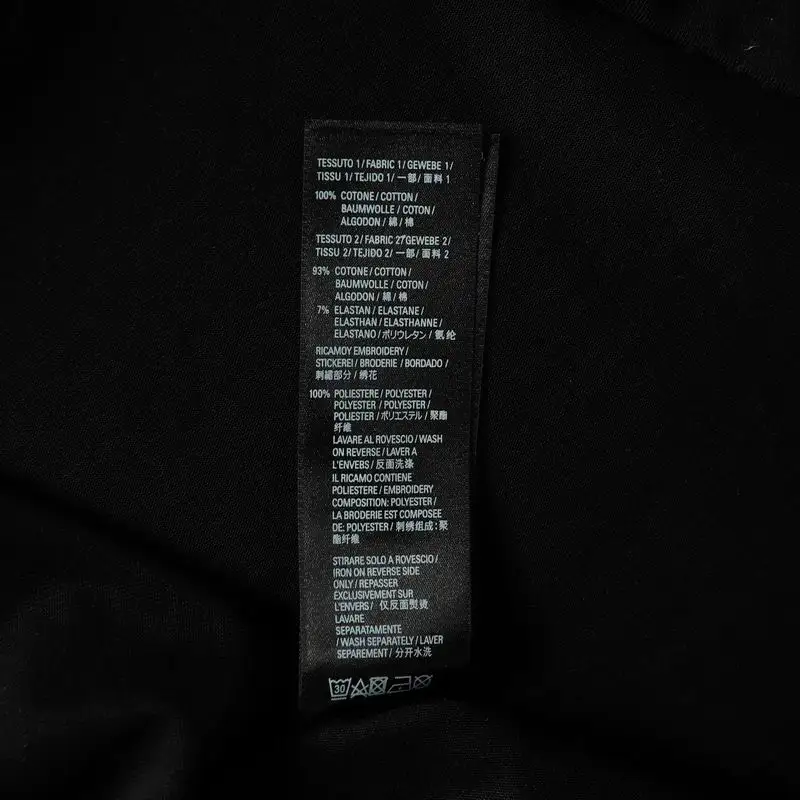 TESSUTO 1/ FABRIC 1/ GEWEBE 1/
TISSU 1/ TEJIDO 1/ 一部/ 面料 1
100% COTONE / COTTON /
BAUMWOLLE / COTON /
ALGODON / 綿 / 棉
TESSUTO 2/ FABRIC 2/ GEWEBE 2/
TISSU 2/ TEJIDO 2/ 一部/ 面料 2
93% COTONE / COTTON /
BAUMWOLLE / COTON /
ALGODON / 綿 / 棉
7% ELASTAN / ELASTANE /
ELASTHAN / ELASTHANNE /
ELASTANO / ポリウレタン / 氨纶
RICAMOY EMBROIDERY /
STICKEREI / BRODERIE / BORDADO /
刺繍部分 / 绣花
100% POLIESTERE / POLYESTER /
POLYESTER / POLYESTER /
POLIESTER / ポリエステル / 聚酯
纤维
LAVARE AL ROVESCIO / WASH
ON REVERSE / LAVER A
L'ENVEBS / 反面洗涤
IL RICAMO CONTIENE
POLIESTERE / EMBROIDERY
COMPOSITION: POLYESTER /
LA BRODERIE EST COMPOSEE
DE: POLYESTER / 刺绣组成: 聚
酯纤维
STIRARE SOLO A ROVESCIO /
IRON ON REVERSE SIDE
ONLY / REPASSER
EXCLUSIVEMENT SUR
L'ENVERS / 仅反面熨烫
LAVARE
SEPARATAMENTE
/ WASH SEPARATELY / LAVER
SEPAREMENT / 分开水洗
30